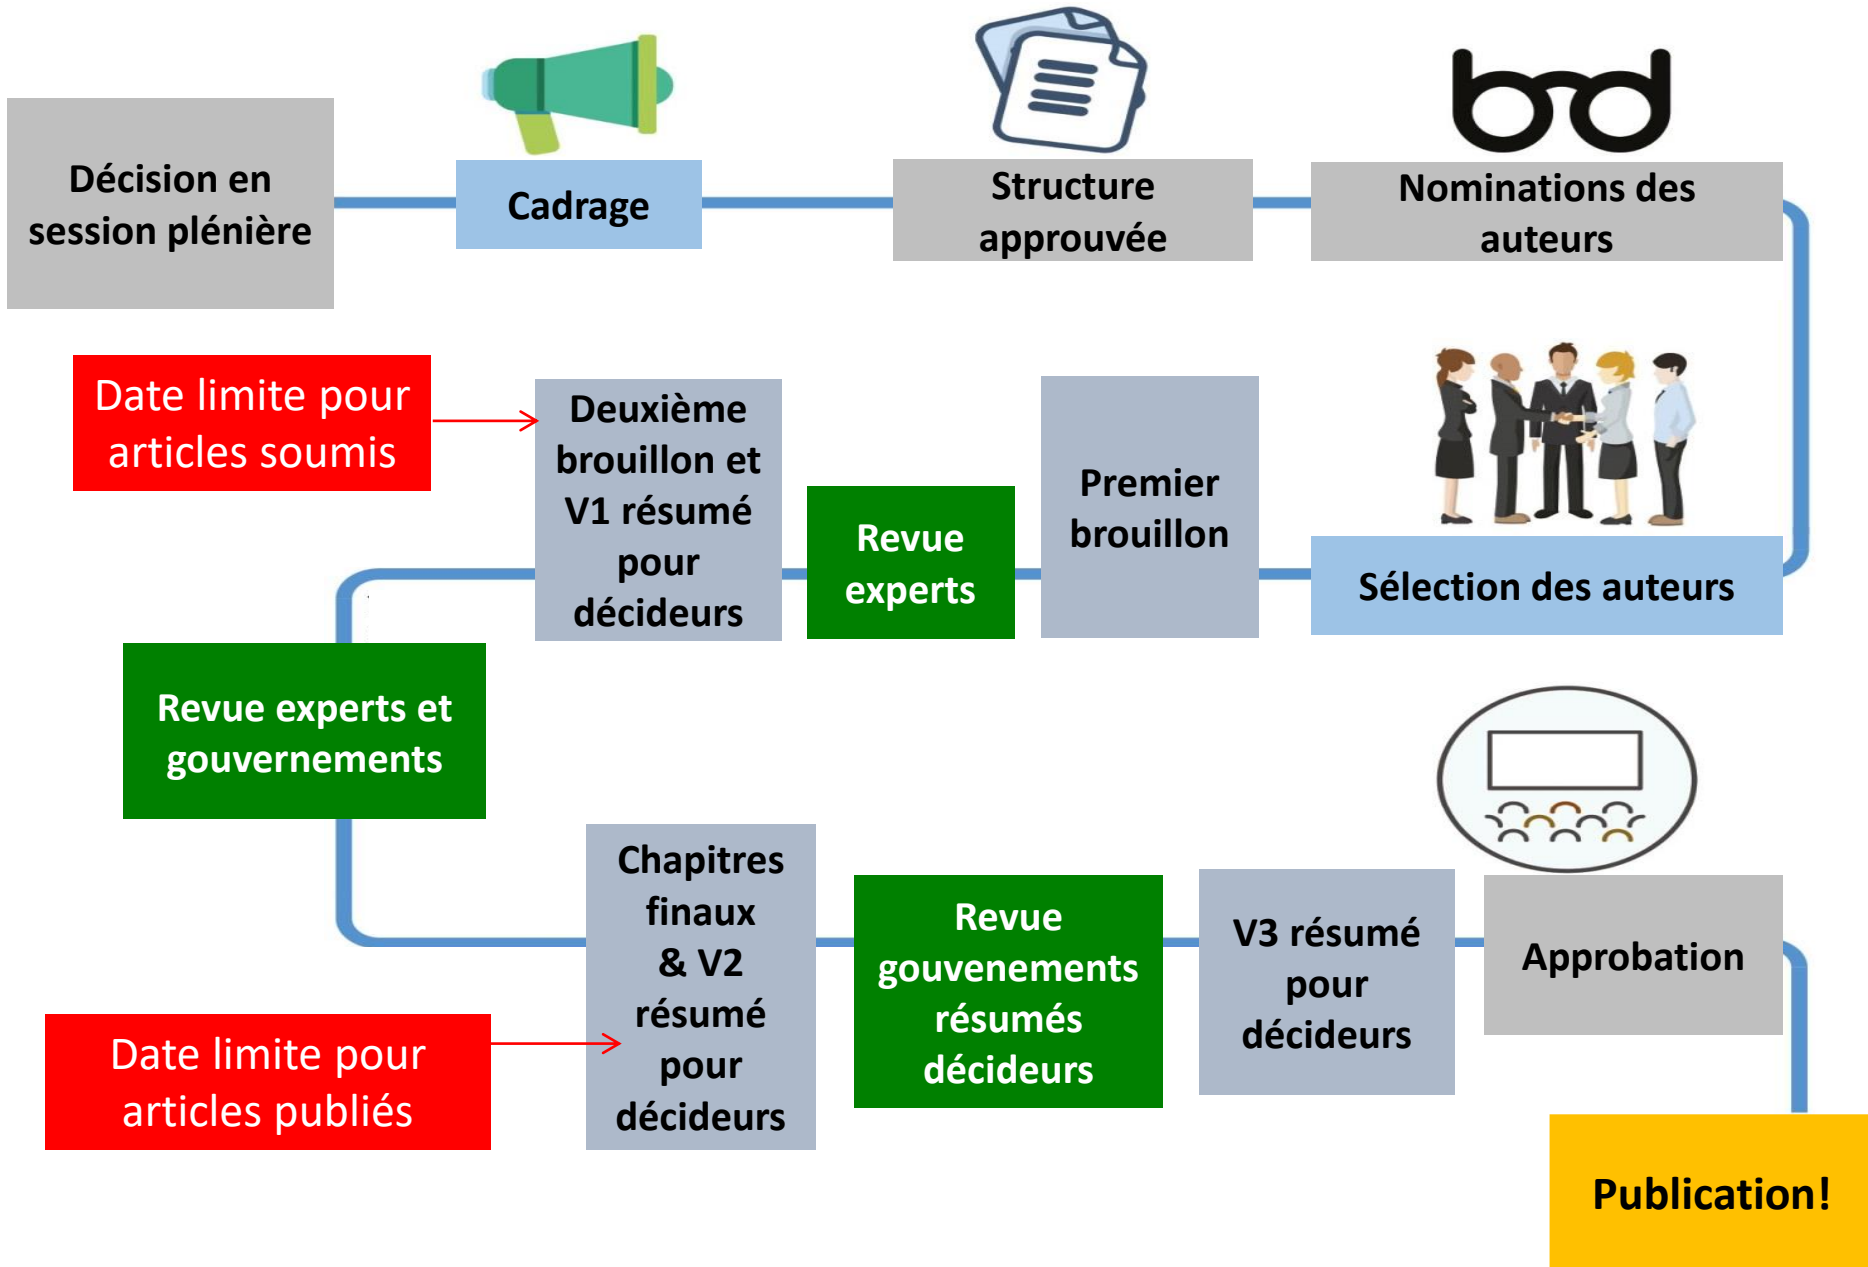 Décision en
session plénière
Cadrage
Structure
approuvée
Nominations des
auteurs
Sélection des auteurs
Premier
brouillon
Revue
experts
Deuxième
brouillon et
V1 résumé
pour
décideurs
Date limite pour
articles soumis
Revue experts et
gouvernements
Chapitres
finaux
& V2
résumé
pour
décideurs
Date limite pour
articles publiés
Revue
gouvenements
résumés
décideurs
V3 résumé
pour
décideurs
Approbation
Publication!